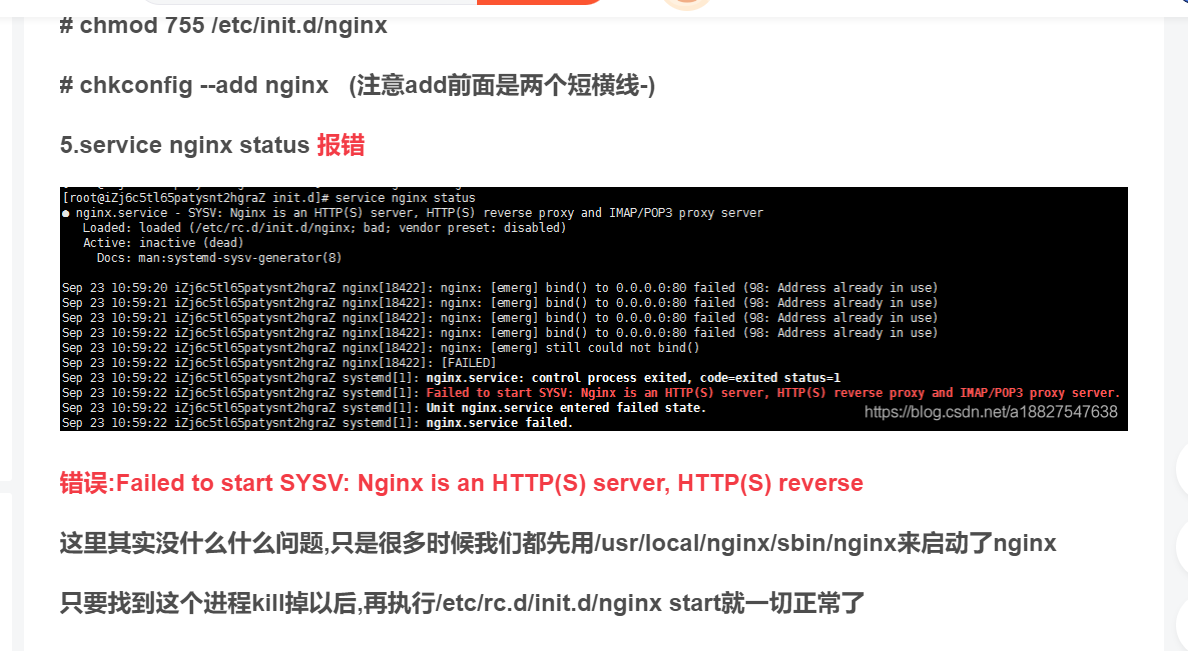 # chmod 755 /etc/init.d/nginx
# chkconfig --add nginx (注意add前面是两个短横线-)
5.service nginx status 报错
[root@iZj6c5tl65patysnt2hgraZ init.d]# service nginx status
● nginx.service - SYSV: Nginx is an HTTP(S) server, HTTP(S) reverse proxy and IMAP/POP3 proxy server
Loaded: loaded (/etc/rc.d/init.d/nginx; bad; vendor preset: disabled)
Active: inactive (dead)
Docs: man:systemd-sysv-generator(8)
Sep 23 10:59:20 iZj6c5tl65patysnt2hgraZ nginx[18422]: nginx: [emerg] bind() to 0.0.0.0:80 failed (98: Address already in use)
Sep 23 10:59:21 iZj6c5tl65patysnt2hgraZ nginx[18422]: nginx: [emerg] bind() to 0.0.0.0:80 failed (98: Address already in use)
Sep 23 10:59:21 iZj6c5tl65patysnt2hgraZ nginx[18422]: nginx: [emerg] bind() to 0.0.0.0:80 failed (98: Address already in use)
Sep 23 10:59:22 iZj6c5tl65patysnt2hgraZ nginx[18422]: nginx: [emerg] bind() to 0.0.0.0:80 failed (98: Address already in use)
Sep 23 10:59:22 iZj6c5tl65patysnt2hgraZ nginx[18422]: nginx: [emerg] still could not bind()
Sep 23 10:59:22 iZj6c5tl65patysnt2hgraZ nginx[18422]: [FAILED]
Sep 23 10:59:22 iZj6c5tl65patysnt2hgraZ systemd[1]: nginx.service: control process exited, code=exited status=1
Sep 23 10:59:22 iZj6c5tl65patysnt2hgraZ systemd[1]: Failed to start SYSV: Nginx is an HTTP(S) server, HTTP(S) reverse proxy and IMAP/POP3 proxy server.
Sep 23 10:59:22 iZj6c5tl65patysnt2hgraZ systemd[1]: Unit nginx.service entered failed state.
https://blog.csdn.net/a18827547638
Sep 23 10:59:22 iZj6c5tl65patysnt2hgraZ systemd[1]: nginx.service failed.
错误:Failed to start SYSV: Nginx is an HTTP(S) server, HTTP(S) reverse
这里其实没什么什么问题,只是很多时候我们都先用/usr/local/nginx/sbin/nginx来启动了nginx
只要找到这个进程kill掉以后,再执行/etc/rc.d/init.d/nginx start就一切正常了